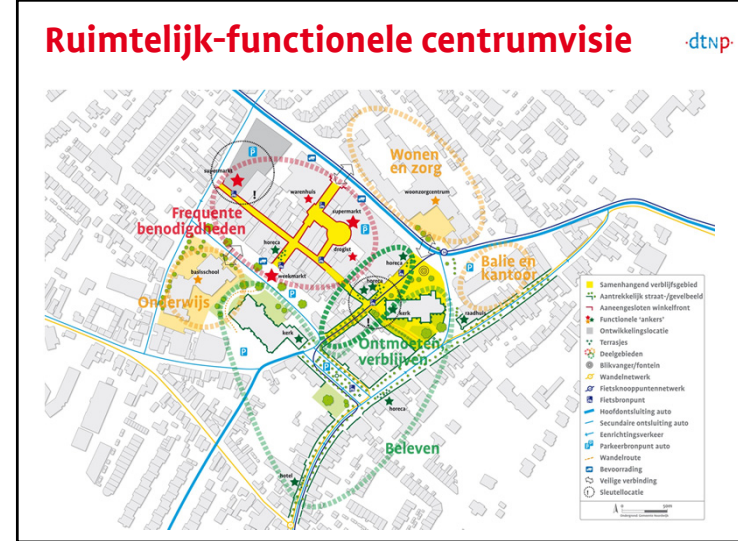 Ruimtelijk-functionele centrumvisie
·dtNp·
Wonen
en zorg
woonzorgcentrum
supermarkt
!
warenhuis
supermarkt
Frequente
benodigdheden
horeca
drogist
weekmarkt
basisschool
Onderwijs
horeca
horeca
Balie en
kantoor
kerk
raadhuis
kerk
!
Ontmoeten,
verblijven
horeca
Beleven
hotel
P
P
P
P
P
P
Samenhangend verblijfsgebied
Aantrekkelijk straat-/gevelbeeld
Aaneengesloten winkelfront
Functionele 'ankers'
Ontwikkelingslocatie
Terrasjes
Deelgebieden
Blikvanger/fontein
Wandelnetwerk
Fietsknooppuntennetwerk
Fietsbronpunt
Hoofdontsluiting auto
Secundaire ontsluiting auto
Eenrichtingsverkeer
Parkeerbronpunt auto
Wandelroute
Bevoorrading
Veilige verbinding
Sleutellocatie
0
50m